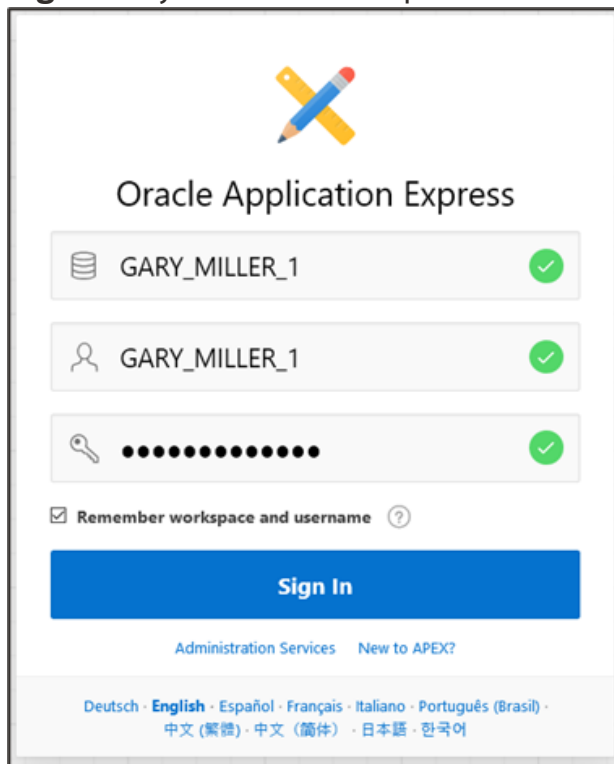 Oracle Application Express
GARY_MILLER_1
GARY_MILLER_1
●●●●●●●●●●●●●
Remember workspace and username ?
Sign In
Administration Services New to APEX?
Deutsch · English · Español · Français · Italiano · Português (Brasil) ·
中文 (繁體) · 中文（简体） · 日本語 · 한국어